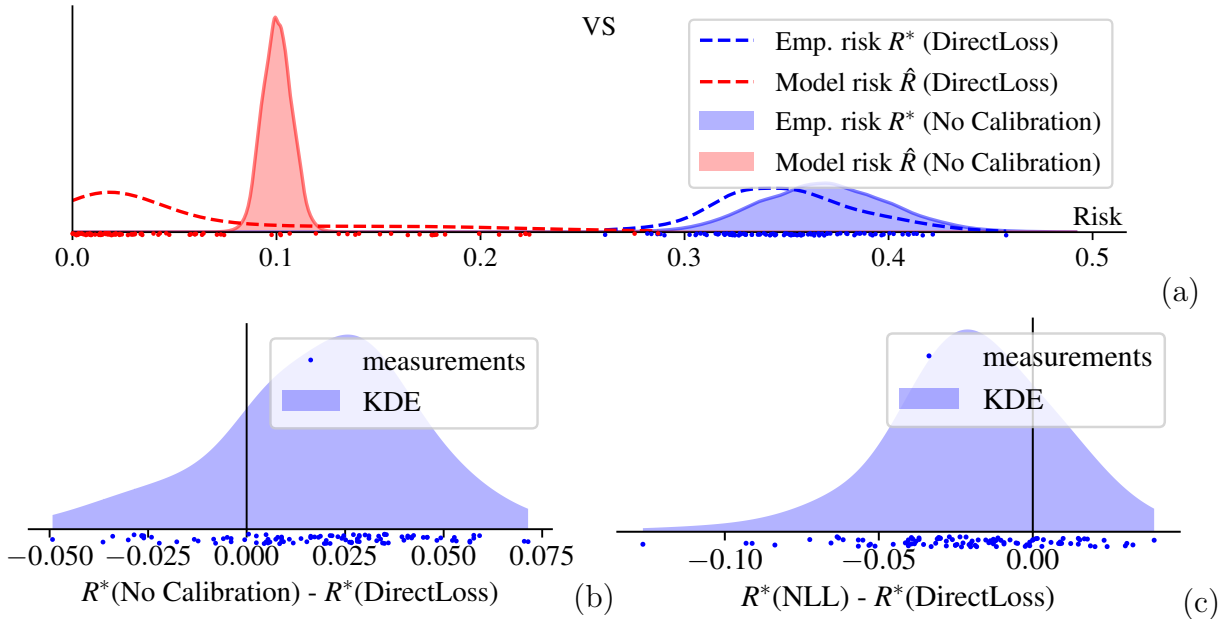 VS
Emp. risk R* (DirectLoss)
Model risk R̂ (DirectLoss)
Emp. risk R* (No Calibration)
Model risk R̂ (No Calibration)
Risk
0.0 0.1 0.2 0.3 0.4 0.5
(a)
measurements
KDE
−0.050 −0.025 0.000 0.025 0.050 0.075
R*(No Calibration) - R*(DirectLoss)
(b)
measurements
KDE
−0.10 −0.05 0.00
R*(NLL) - R*(DirectLoss)
(c)